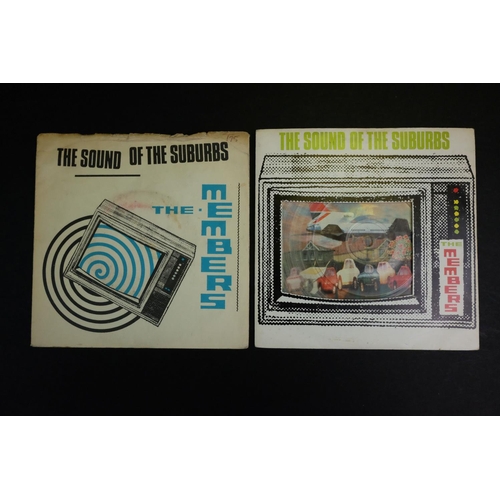 THE SOUND OF THE SUBURBS
THE
MEMBERS
THE SOUND OF THE SUBURBS
THE
MEMBERS